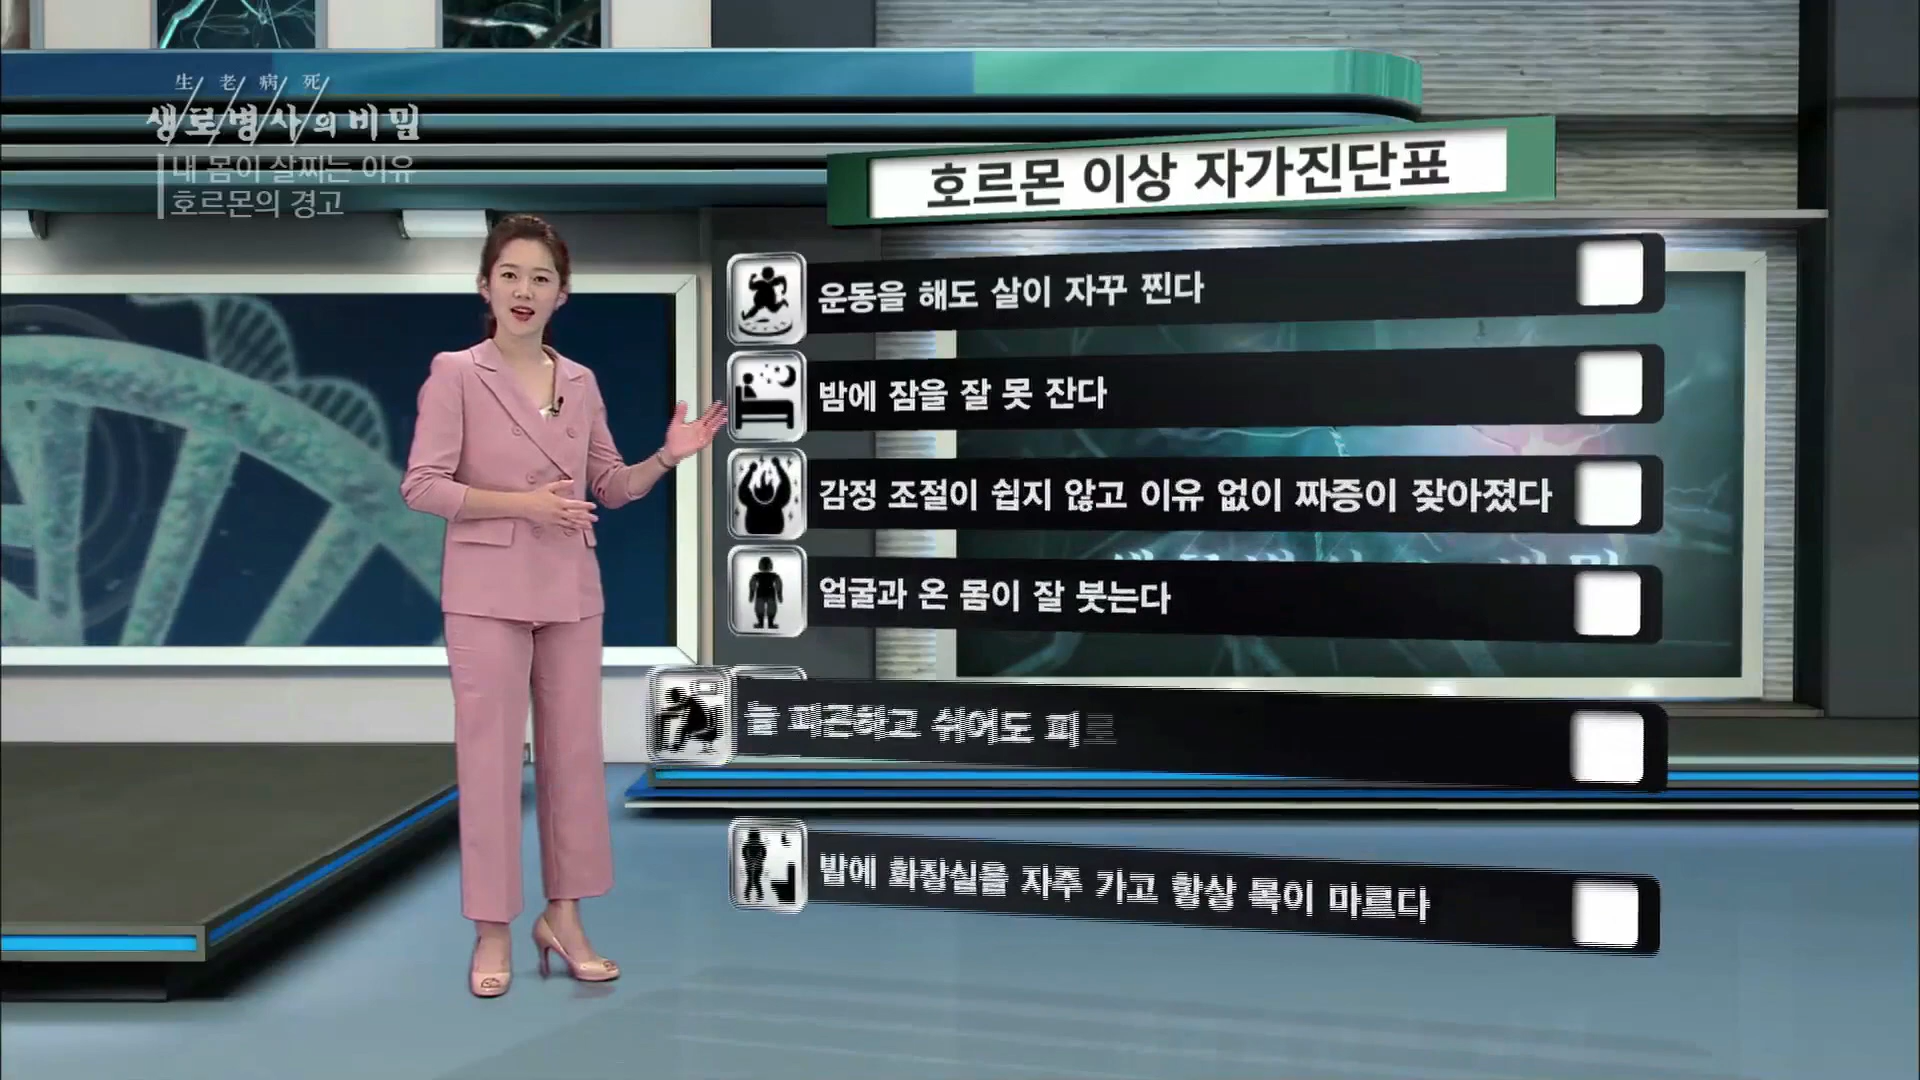 生老病死
생로병사의 비밀
내 몸이 살찌는 이유
호르몬의 경고
호르몬 이상 자가진단표
운동을 해도 살이 자꾸 찐다
밤에 잠을 잘 못 잔다
감정 조절이 쉽지 않고 이유 없이 짜증이 잦아졌다
얼굴과 온 몸이 잘 붓는다
늘 피곤하고 쉬어도 피로
밤에 화장실을 자주 가고 항상 목이 마르다